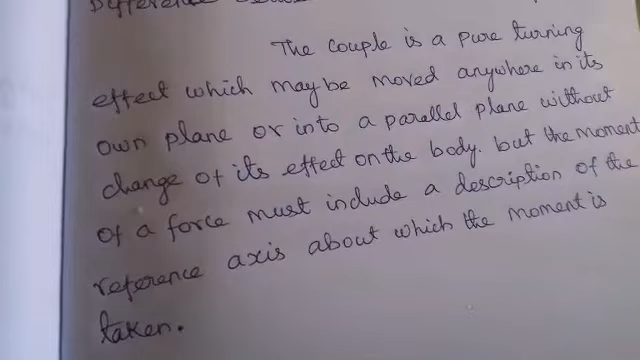 Difference
The couple is a pure turning
effect which may be moved anywhere in its
own plane or into a parallel plane without
change of its effect on the body. but the moment
of a force must include a description of the
reference axis about which the moment is
taken.